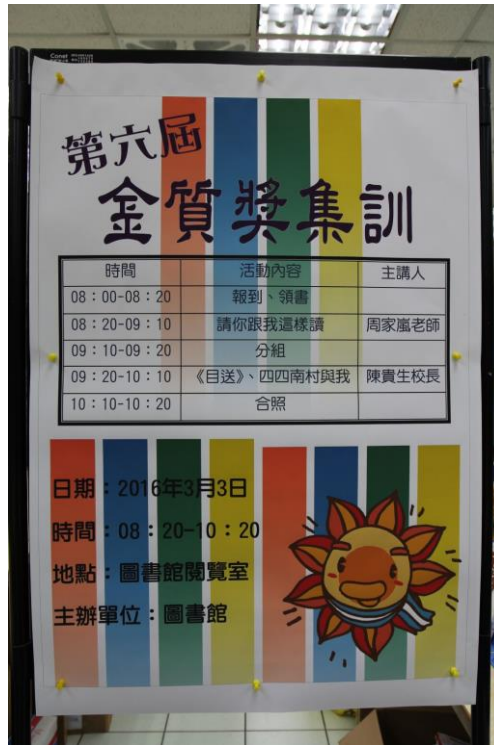 Canet
第六屆
金質獎集訓
時間 活動內容 主講人
08：00-08：20 報到、領書
08：20-09：10 請你跟我這樣讀 周家嵐老師
09：10-09：20 分組
09：20-10：10 《目送》、四四南村與我 陳貴生校長
10：10-10：20 合照
日期：2016年3月3日
時間：08：20-10：20
地點：圖書館閱覽室
主辦單位：圖書館